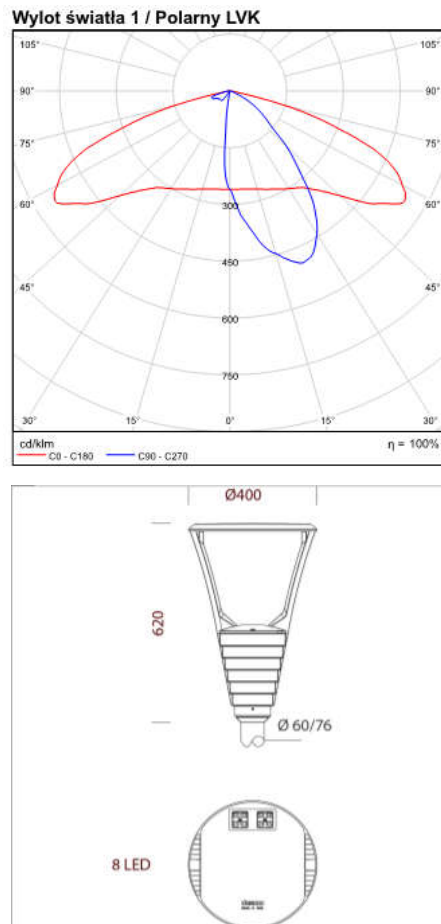 Wylot światła 1 / Polarny LVK
105° 105°
90° 90°
75° 75°
60° 60°
45° 45°
300
450
600
750
30° 15° 0° 15° 30°
cd/klm η = 100%
C0 - C180 C90 - C270
Ø400
620
Ø 60/76
8 LED